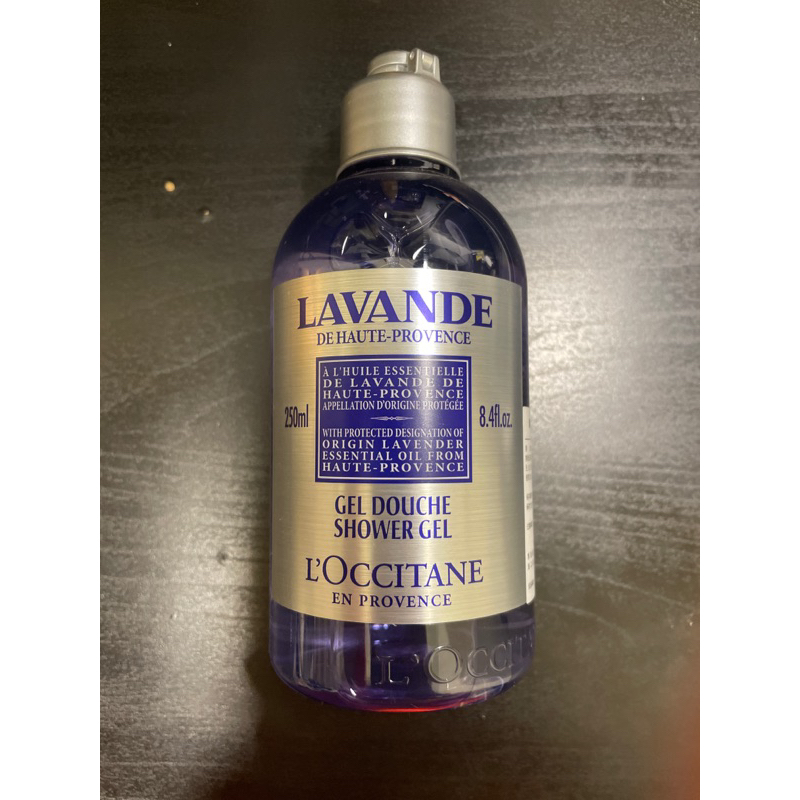 LAVANDE
DE HAUTE-PROVENCE
À L'HUILE ESSENTIELLE
DE LAVANDE DE
HAUTE-PROVENCE
APPELLATION D'ORIGINE PROTÉGÉE
250ml
8.4fl.oz.
WITH PROTECTED DESIGNATION OF
ORIGIN LAVENDER
ESSENTIAL OIL FROM
HAUTE-PROVENCE
GEL DOUCHE
SHOWER GEL
L'OCCITANE
EN PROVENCE
L'OCCIT